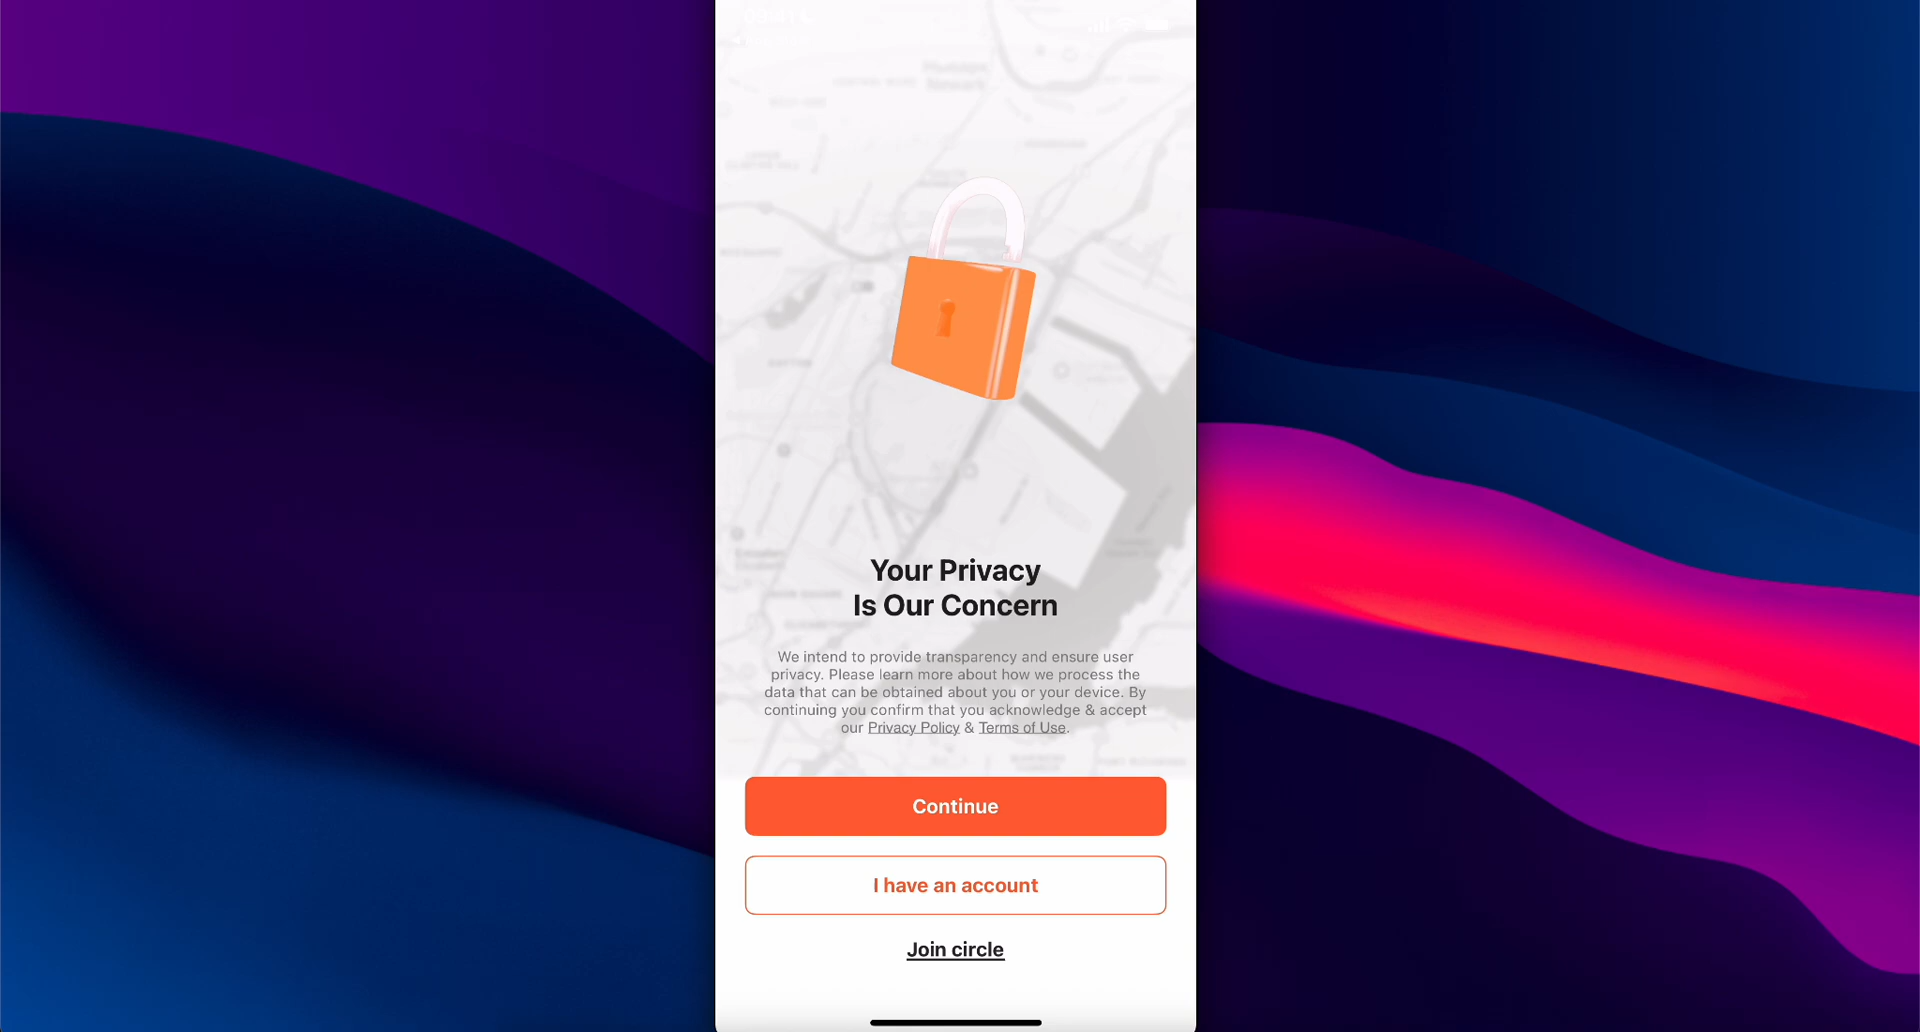 Your Privacy
Is Our Concern
We intend to provide transparency and ensure user
privacy. Please learn more about how we process the
data that can be obtained about you or your device. By
continuing you confirm that you acknowledge & accept
our Privacy Policy & Terms of Use.
Continue
I have an account
Join circle